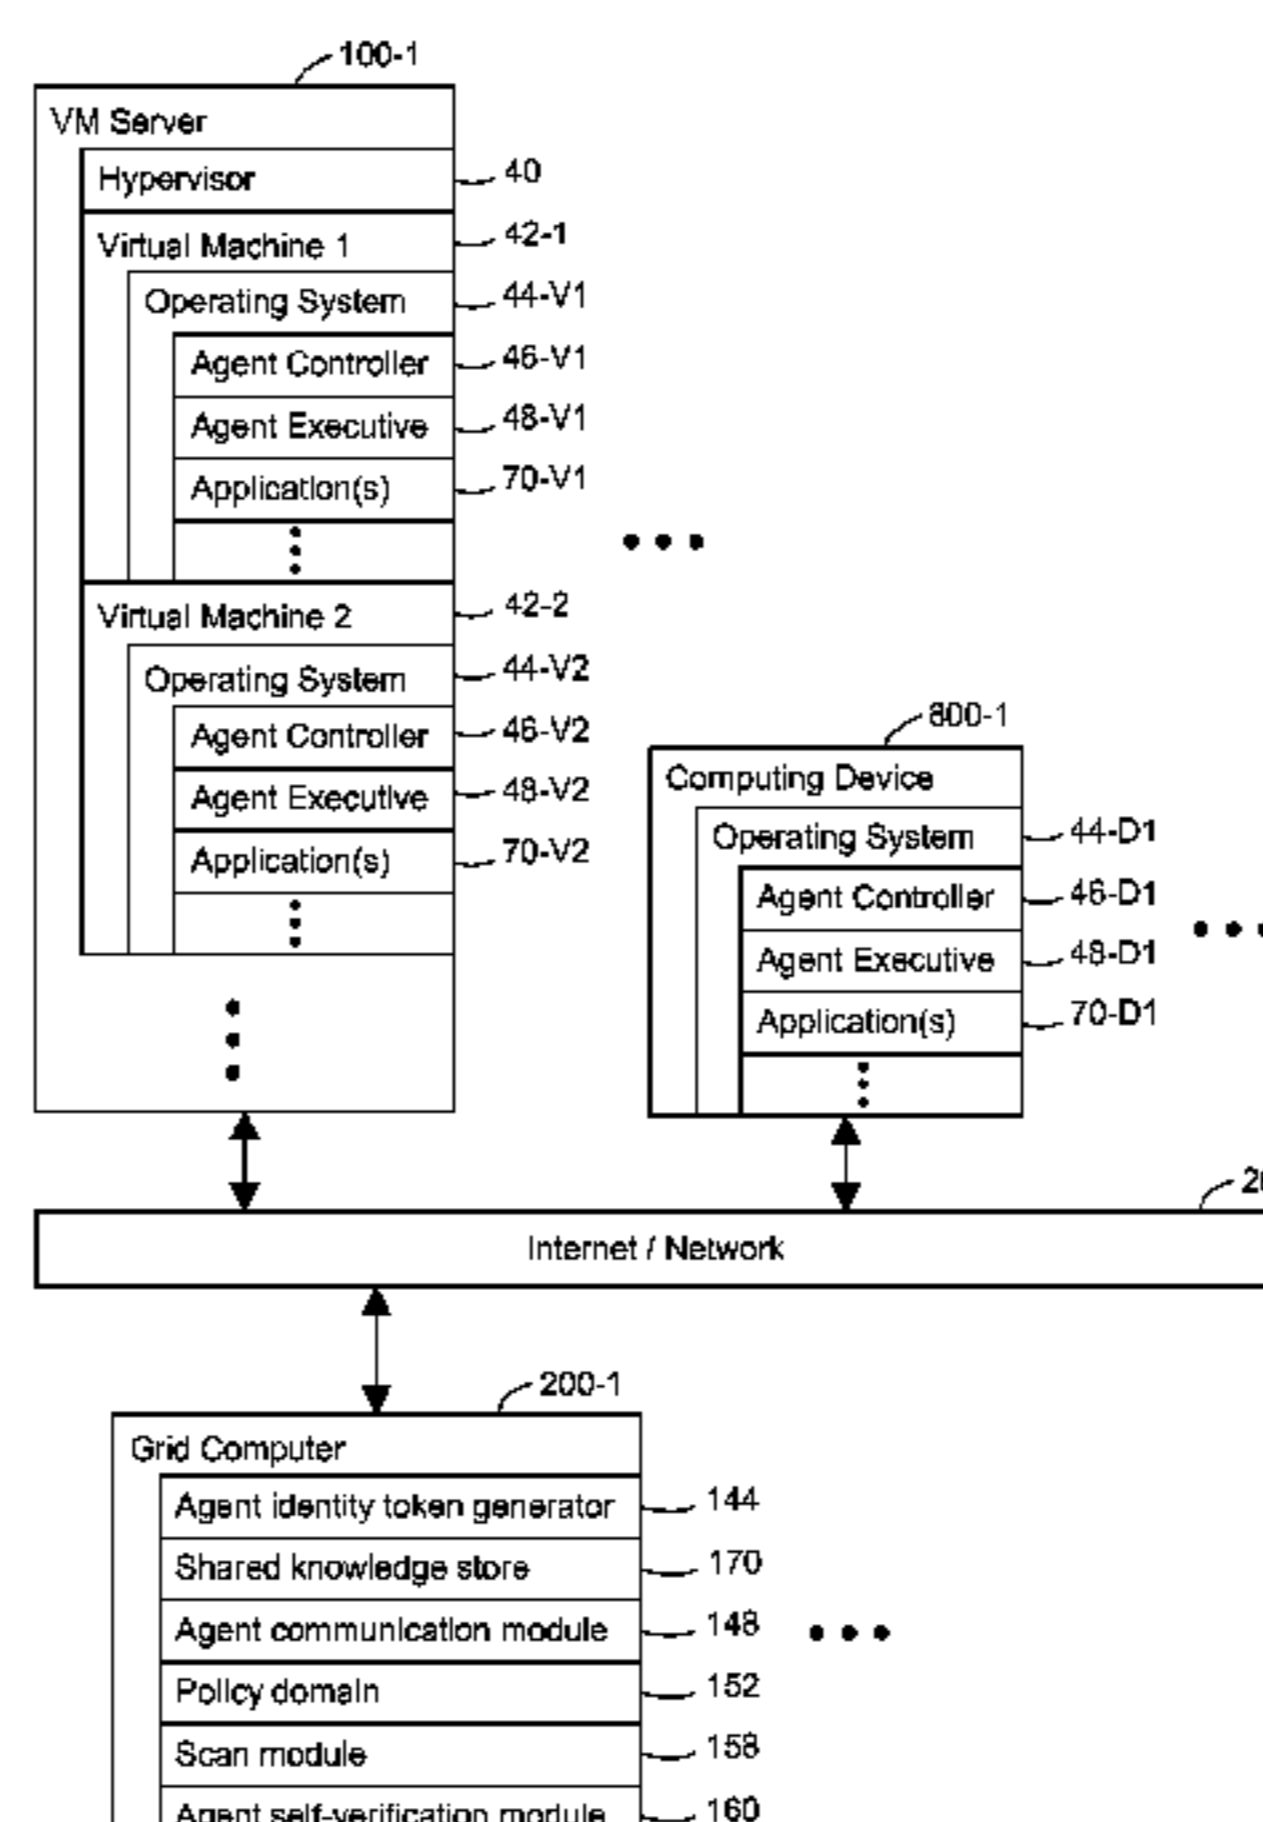 100-1
VM Server
Hypervisor 40
Virtual Machine 1 42-1
Operating System 44-V1
Agent Controller 46-V1
Agent Executive 48-V1
Application(s) 70-V1
Virtual Machine 2 42-2
Operating System 44-V2
Agent Controller 46-V2
Agent Executive 48-V2
Application(s) 70-V2
800-1
Computing Device
Operating System 44-D1
Agent Controller 46-D1
Agent Executive 48-D1
Application(s) 70-D1
Internet / Network
200-1
Grid Computer
Agent identity token generator 144
Shared knowledge store 170
Agent communication module 148
Policy domain 152
Scan module 158
Agent self-verification module 160